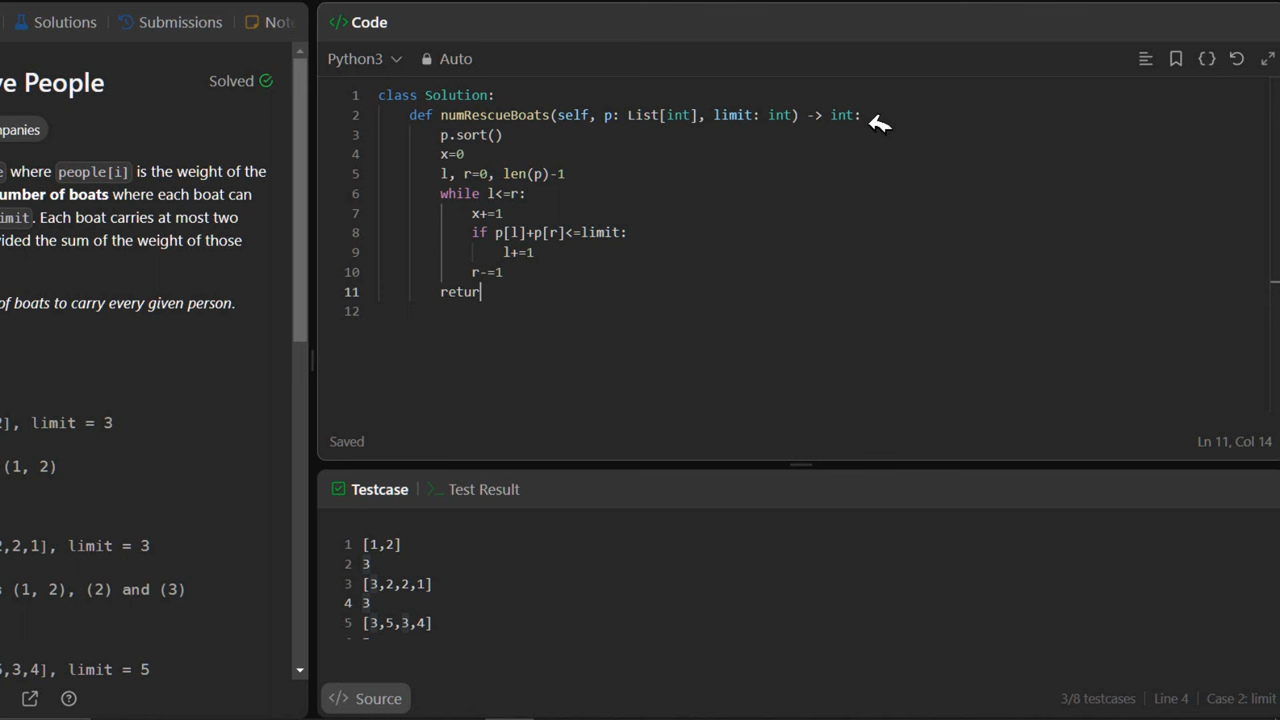 Solutions
Submissions
Note
ve People
Solved
mpanies
e where people[i] is the weight of the
umber of boats where each boat can
imit. Each boat carries at most two
vided the sum of the weight of those
of boats to carry every given person.
2], limit = 3
(1, 2)
2,2,1], limit = 3
s (1, 2), (2) and (3)
5,3,4], limit = 5
</> Code
Python3
Auto
1 class Solution:
2 def numRescueBoats(self, p: List[int], limit: int) -> int:
3 p.sort()
4 x=0
5 l, r=0, len(p)-1
6 while l<=r:
7 x+=1
8 if p[l]+p[r]<=limit:
9 l+=1
10 r-=1
11 retur
12
Saved
Ln 11, Col 14
Testcase
>_ Test Result
1 [1,2]
2 3
3 [3,2,2,1]
4 3
5 [3,5,3,4]
</> Source
3/8 testcases
Line 4
Case 2: limit